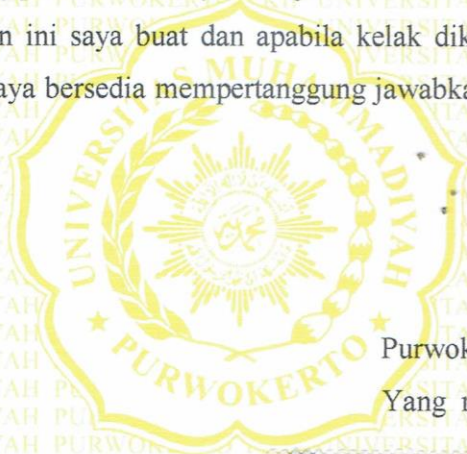 n ini saya buat dan apabila kelak dik
aya bersedia mempertanggung jawabka
UNIVERSITAS MUHAMMADIYAH
PURWOKERTO
Purwok
Yang